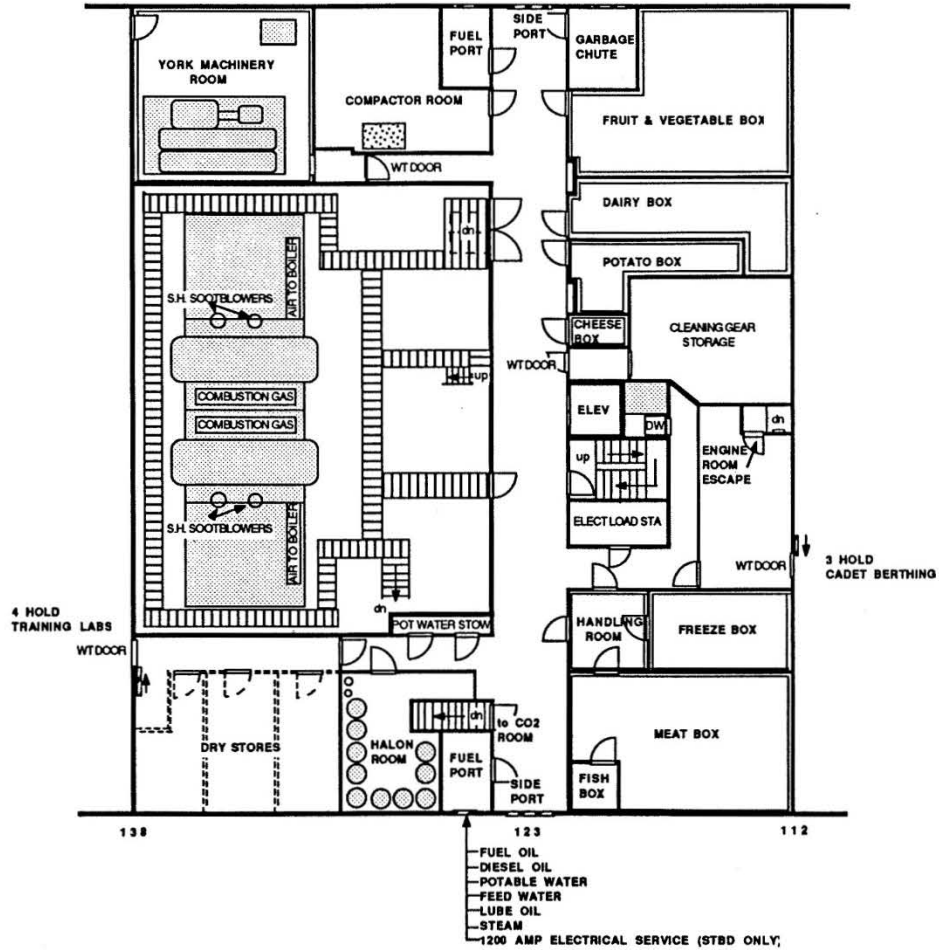 SIDE
PORT
FUEL
PORT
GARBAGE
CHUTE
YORK MACHINERY
ROOM
COMPACTOR ROOM
FRUIT & VEGETABLE BOX
WT DOOR
DAIRY BOX
dn
AIR TO BOILER
POTATO BOX
S.H. SOOTBLOWERS
CHEESE
BOX
CLEANING GEAR
STORAGE
WT DOOR
up
COMBUSTION GAS
COMBUSTION GAS
ELEV
DW
dn
up
ENGINE
ROOM
ESCAPE
S.H. SOOTBLOWERS
AIR TO BOILER
ELECT LOAD STA
WT DOOR
3 HOLD
CADET BERTHING
4 HOLD
TRAINING LABS
dn
POT WATER STOW
HANDLING
ROOM
FREEZE BOX
WT DOOR
dn
to CO2
ROOM
MEAT BOX
DRY STORES
HALON
ROOM
FUEL
PORT
SIDE
PORT
FISH
BOX
138
123
112
FUEL OIL
DIESEL OIL
POTABLE WATER
FEED WATER
LUBE OIL
STEAM
1200 AMP ELECTRICAL SERVICE (STBD ONLY)